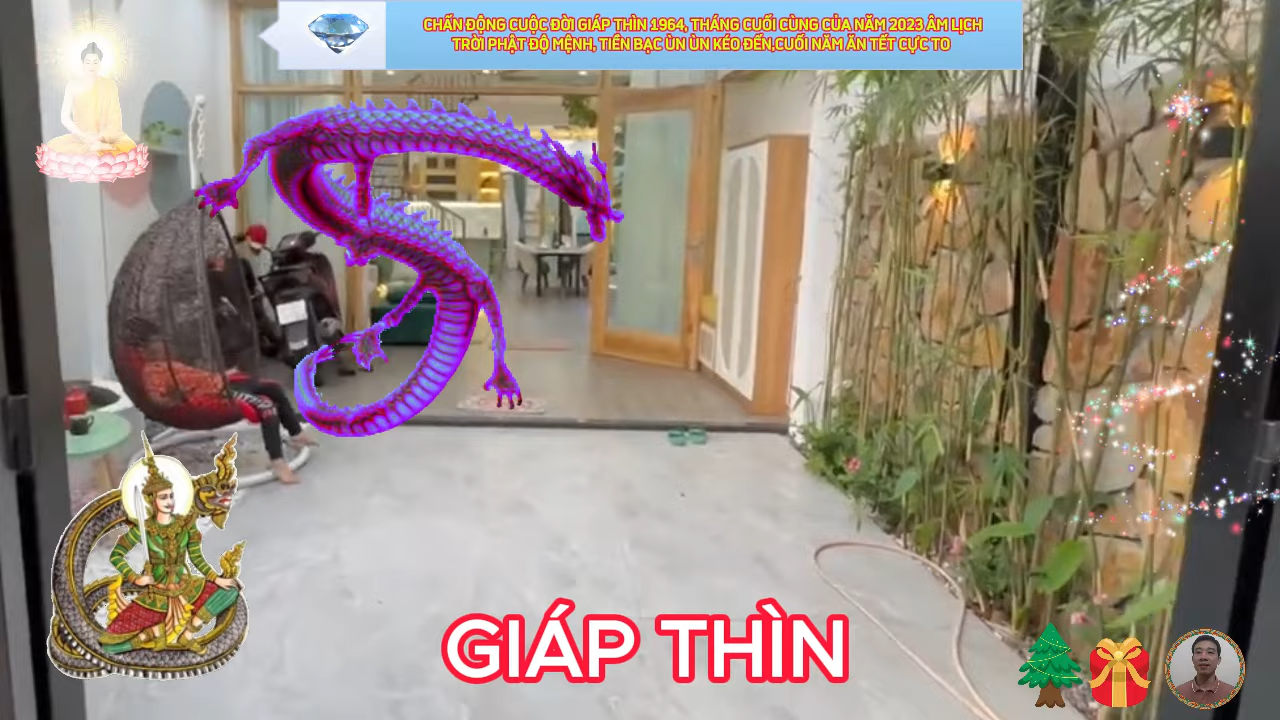 CHẤN ĐỘNG CUỘC ĐỜI GIÁP THÌN 1964, THÁNG CUỐI CÙNG CỦA NĂM 2023 ÂM LỊCH
TRỜI PHẬT ĐỘ MỆNH, TIỀN BẠC ÙN ÙN KÉO ĐẾN,CUỐI NĂM ĂN TẾT CỰC TO
GIÁP THÌN